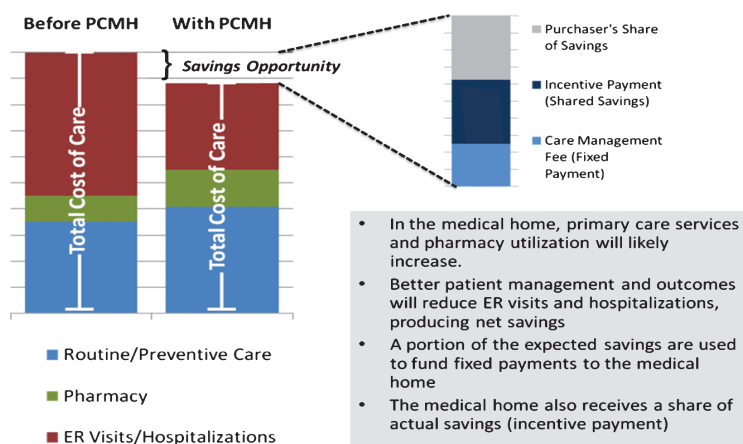 Before PCMH
With PCMH
Savings Opportunity
Total Cost of Care
Total Cost of Care
Purchaser's Share
of Savings
Incentive Payment
(Shared Savings)
Care Management
Fee (Fixed
Payment)
Routine/Preventive Care
Pharmacy
ER Visits/Hospitalizations
• In the medical home, primary care services
and pharmacy utilization will likely
increase.
• Better patient management and outcomes
will reduce ER visits and hospitalizations,
producing net savings
• A portion of the expected savings are used
to fund fixed payments to the medical
home
• The medical home also receives a share of
actual savings (incentive payment)